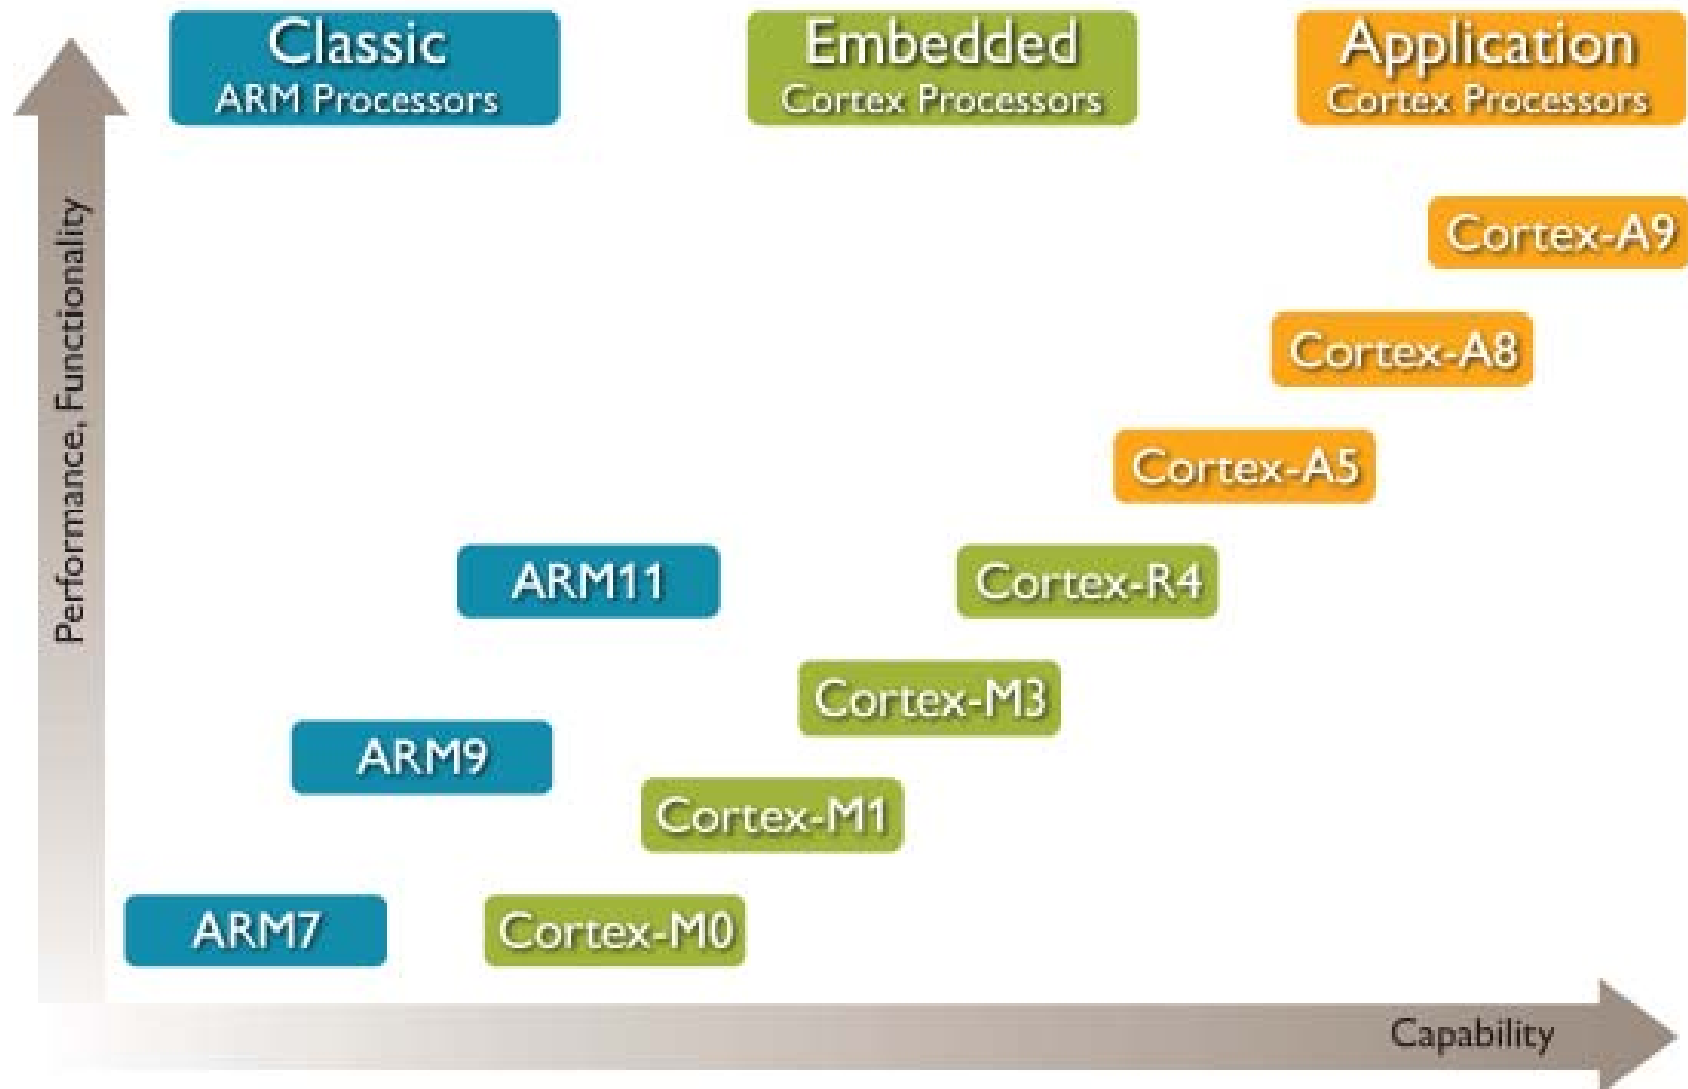 Classic
ARM Processors
Embedded
Cortex Processors
Application
Cortex Processors
Performance, Functionality
Cortex-A9
Cortex-A8
Cortex-A5
ARM11
Cortex-R4
Cortex-M3
ARM9
Cortex-M1
ARM7
Cortex-M0
Capability